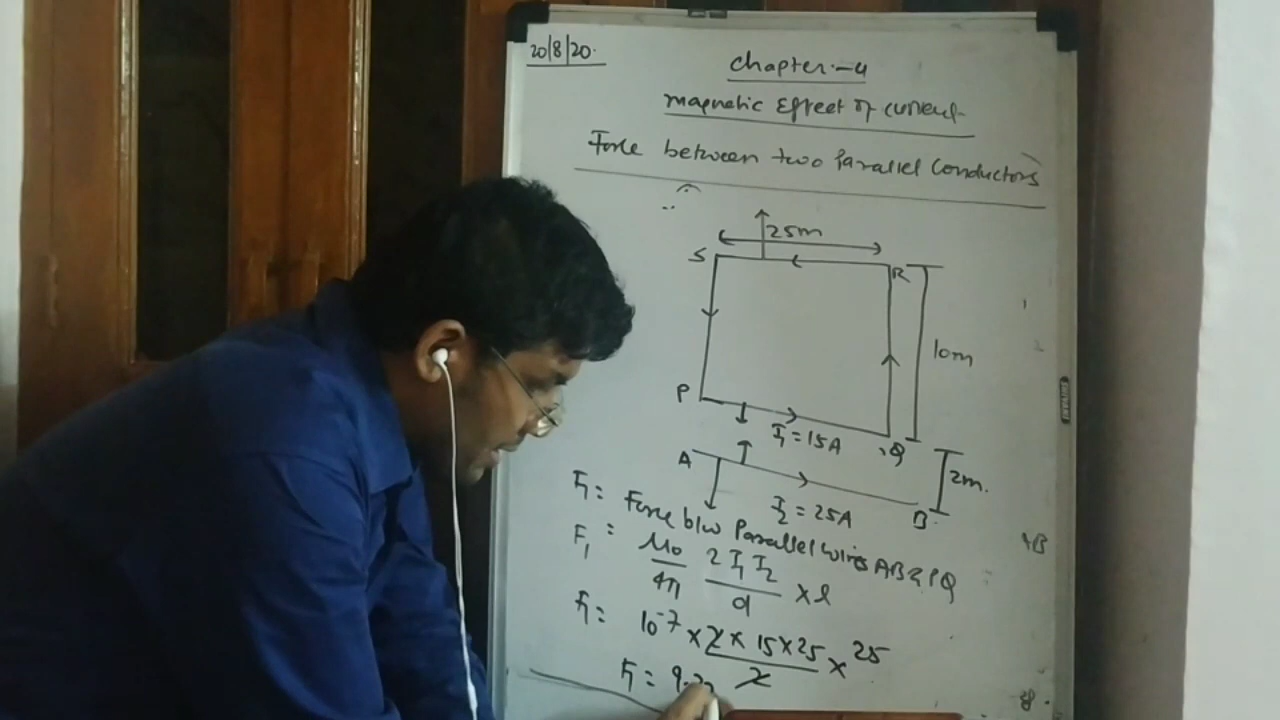 20/8/20.
Chapter:-4
Magnetic Effect of current
Force between two Parallel Conductors
25m
S
R
10m
P
I1 = 15A
Q
A
2m.
I2 = 25A
B
F1 = Force b/w Parallel wires AB & PQ
F1 = μ0/4π 2 I1 I2/d × l
F1 = 10^-7 × 2 × 15 × 25/2 × 25
F1 =